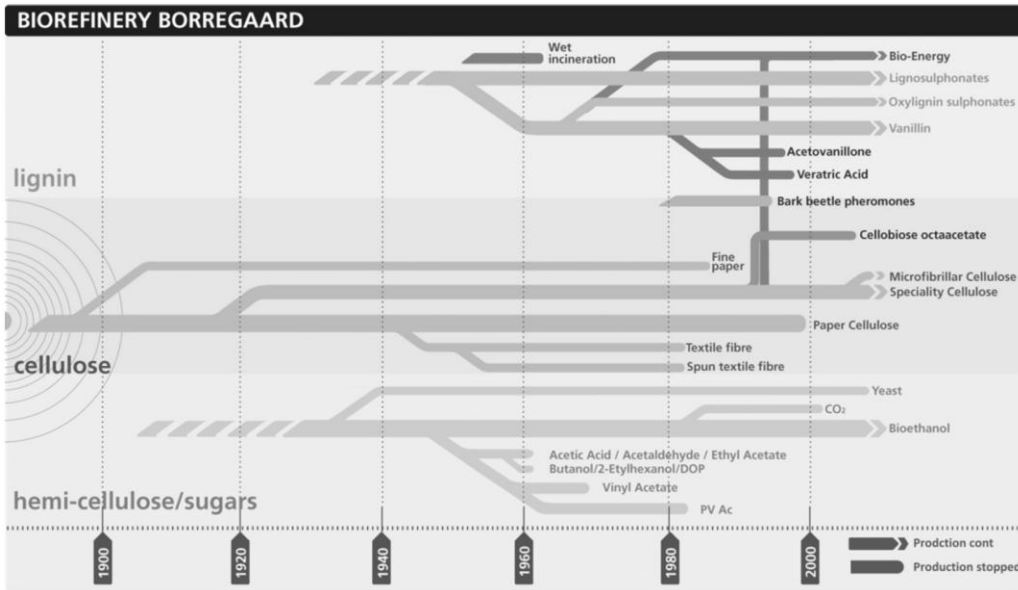 BIOREFINERY BORREGAARD
Wet
incineration
Bio-Energy
Lignosulphonates
Oxylignin sulphonates
Vanillin
Acetovanillone
Veratric Acid
lignin
Bark beetle pheromones
Cellobiose octaacetate
Fine
paper
Microfibrillar Cellulose
Speciality Cellulose
Paper Cellulose
Textile fibre
cellulose
Spun textile fibre
Yeast
CO₂
Bioethanol
Acetic Acid / Acetaldehyde / Ethyl Acetate
Butanol/2-Etylhexanol/DOP
Vinyl Acetate
hemi-cellulose/sugars
PV Ac
1900
1920
1940
1960
1980
2000
Prodction cont
Production stopped